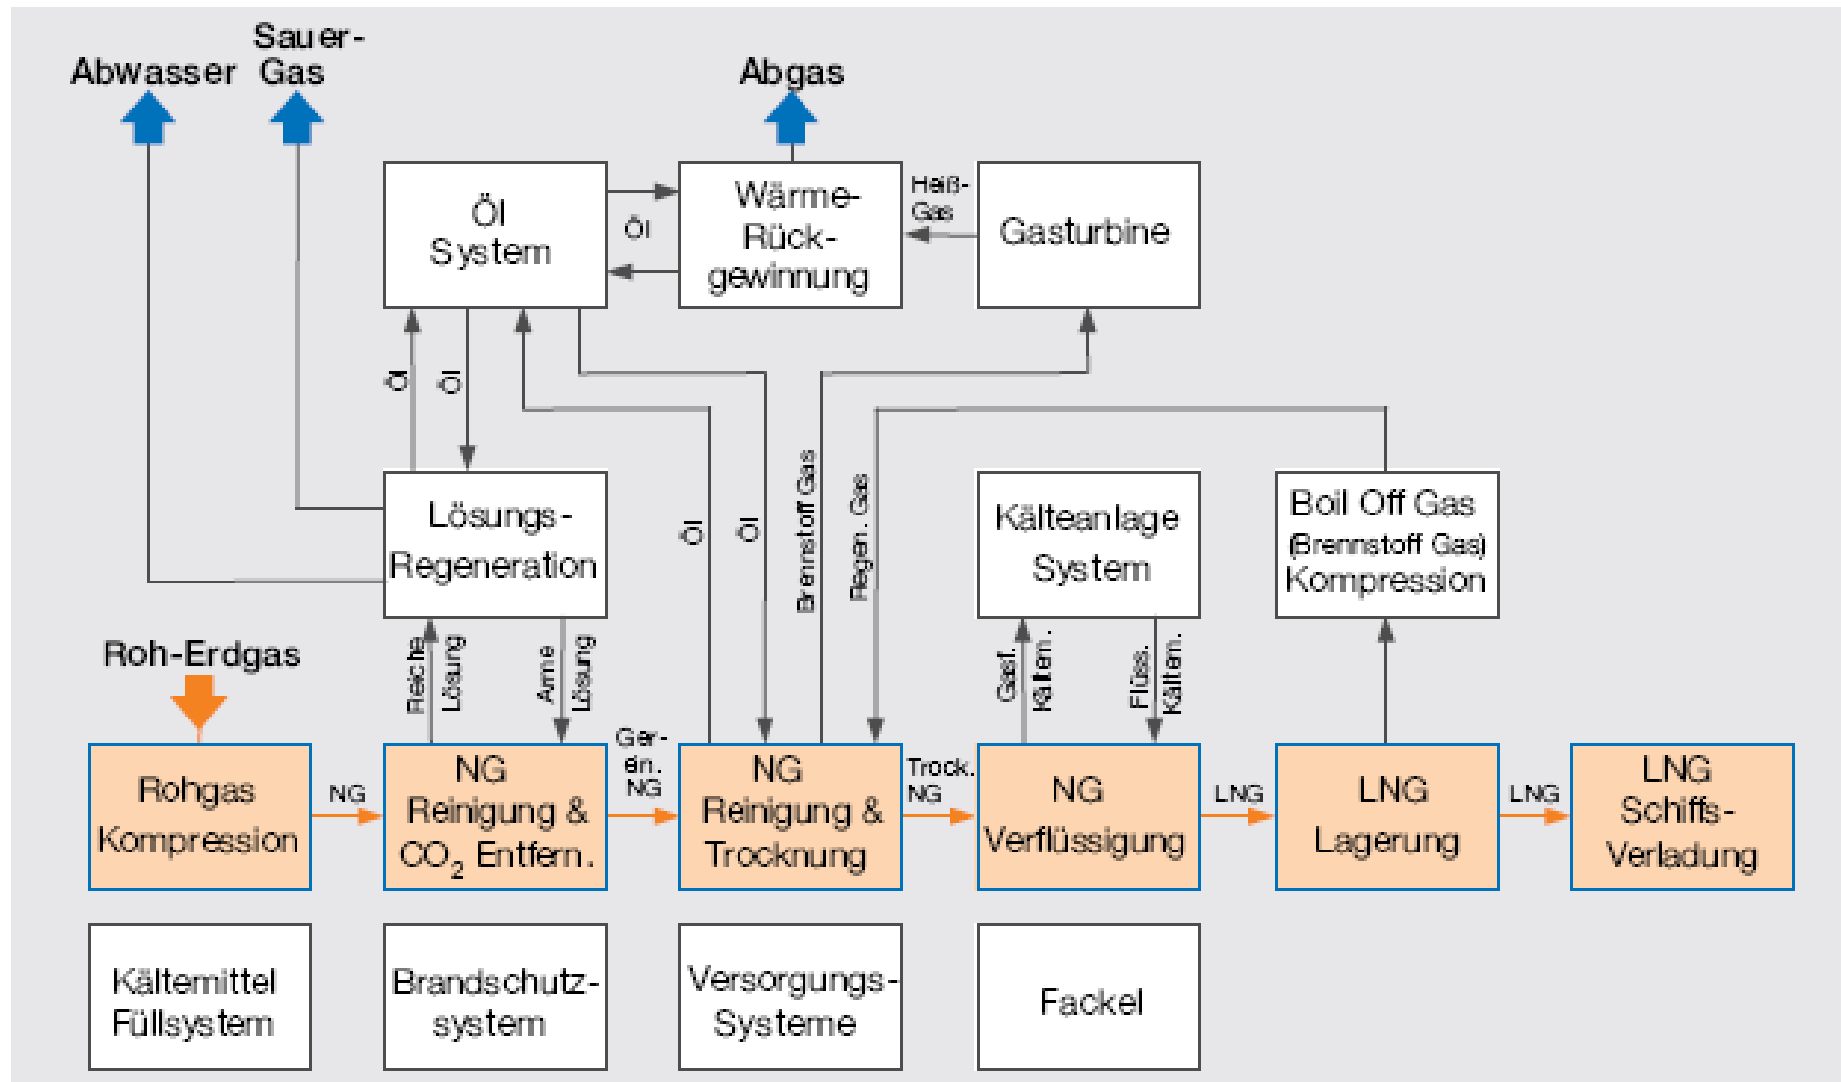 Sauer-
Abwasser Gas
Abgas
Öl
System
Öl
Wärme-
Rück-
gewinnung
Heiß-
Gas
Gasturbine
Öl
Öl
Lösungs-
Regeneration
Öl
Öl
Brennstoff Gas
Regen. Gas
Kälteanlage
System
Boil Off Gas
(Brennstoff Gas)
Kompression
Roh-Erdgas
Reiche
Lösung
Arme
Lösung
Gasf.
Kältem.
Flüss.
Kältem.
Rohgas
Kompression
NG
NG
Reinigung &
CO2 Entfern.
Ger-
ein.
NG
NG
Reinigung &
Trocknung
Trock.
NG
NG
Verflüssigung
LNG
LNG
Lagerung
LNG
LNG
Schiffs-
Verladung
Kältemittel
Füllsystem
Brandschutz-
system
Versorgungs-
Systeme
Fackel